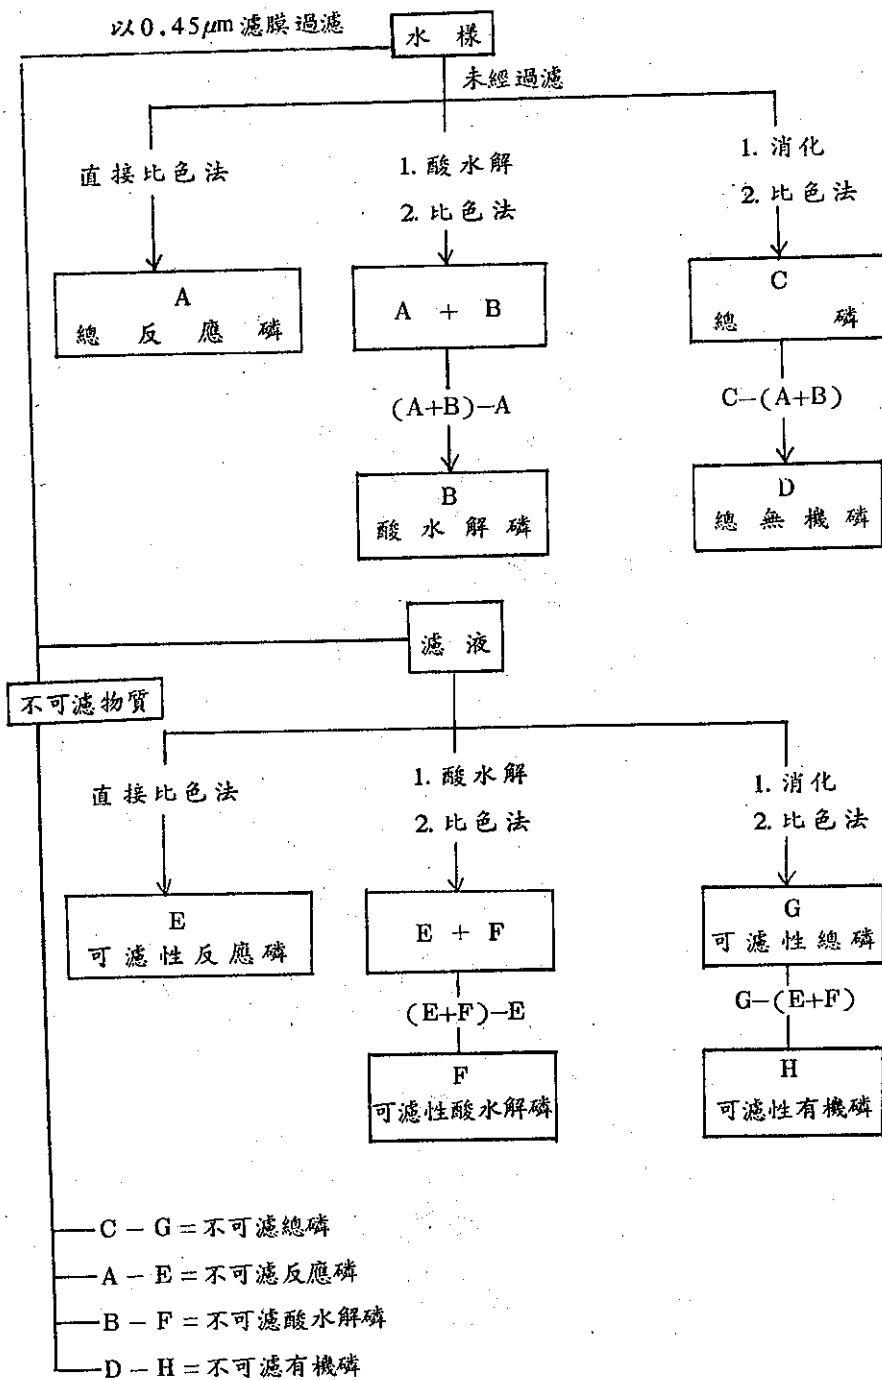 以0.45μm濾膜過濾
水樣
未經過濾
直接比色法
1. 酸水解
2. 比色法
1. 消化
2. 比色法
A
總反應磷
A + B
C
總磷
(A+B)-A
C-(A+B)
B
酸水解磷
D
總無機磷
濾液
不可濾物質
直接比色法
1. 酸水解
2. 比色法
1. 消化
2. 比色法
E
可濾性反應磷
E + F
G
可濾性總磷
(E+F)-E
G-(E+F)
F
可濾性酸水解磷
H
可濾性有機磷
C - G = 不可濾總磷
A - E = 不可濾反應磷
B - F = 不可濾酸水解磷
D - H = 不可濾有機磷